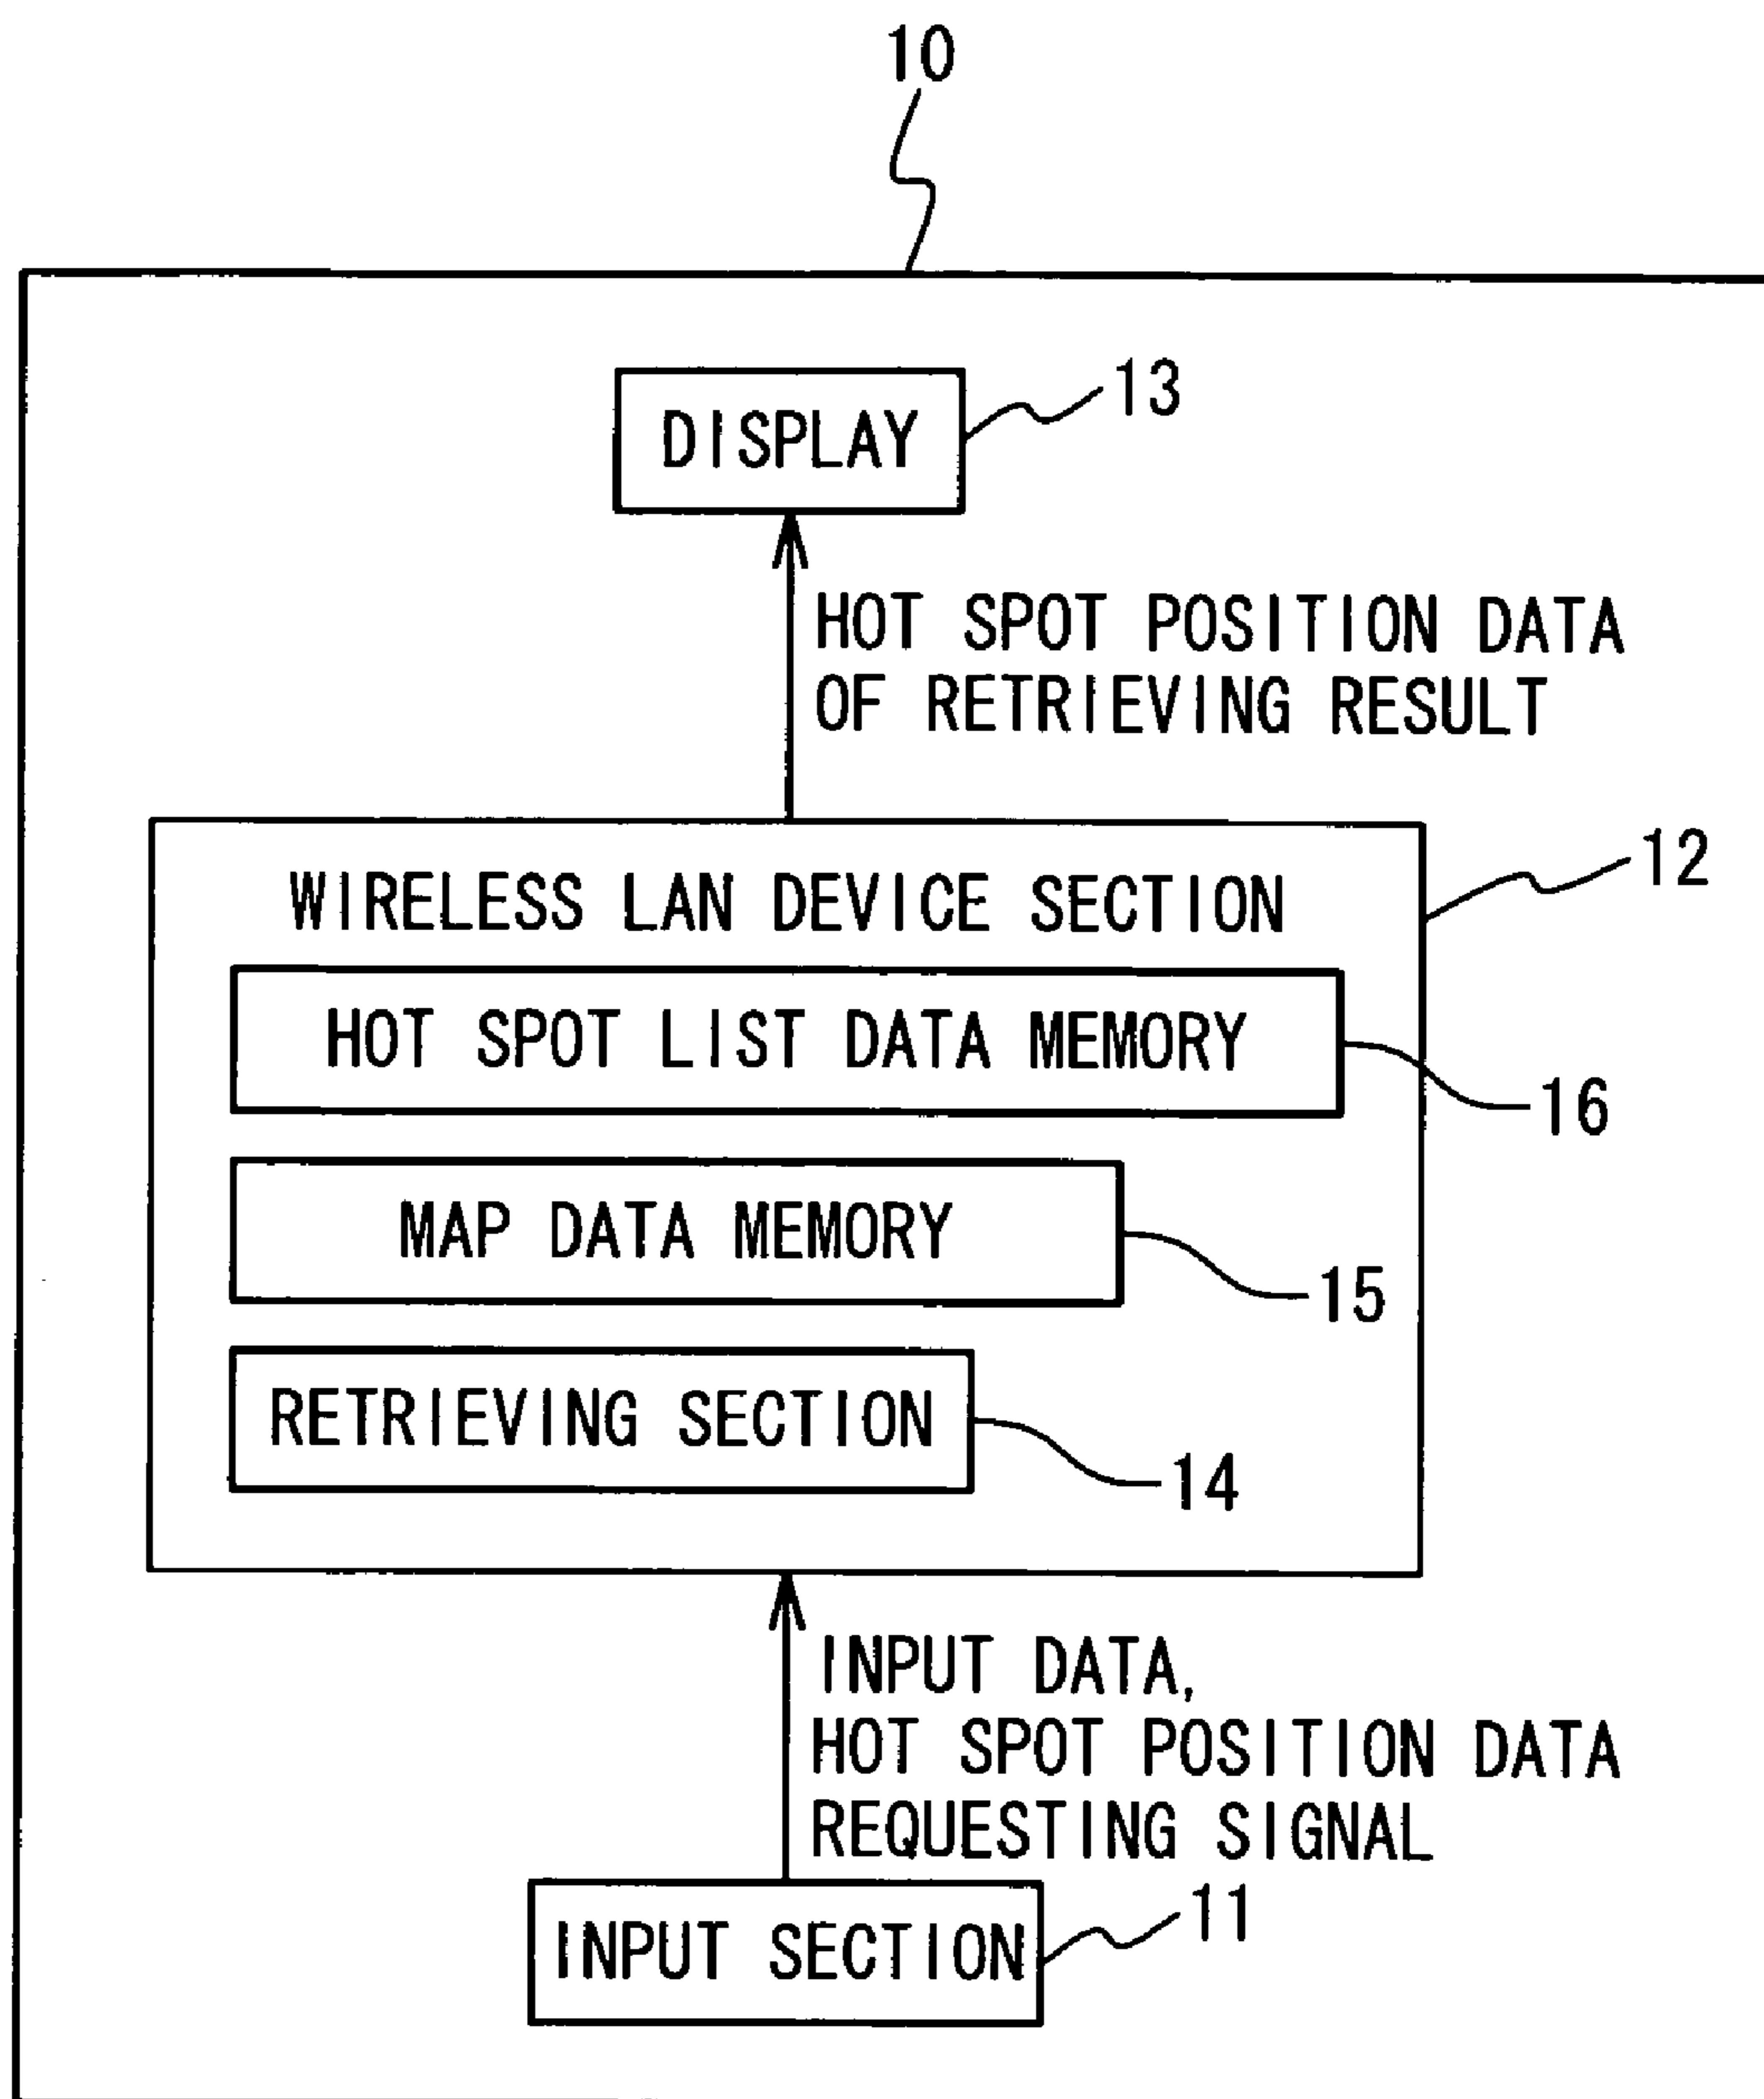 10
DISPLAY
13
HOT SPOT POSITION DATA
OF RETRIEVING RESULT
WIRELESS LAN DEVICE SECTION
12
HOT SPOT LIST DATA MEMORY
16
MAP DATA MEMORY
15
RETRIEVING SECTION
14
INPUT DATA,
HOT SPOT POSITION DATA
REQUESTING SIGNAL
INPUT SECTION
11